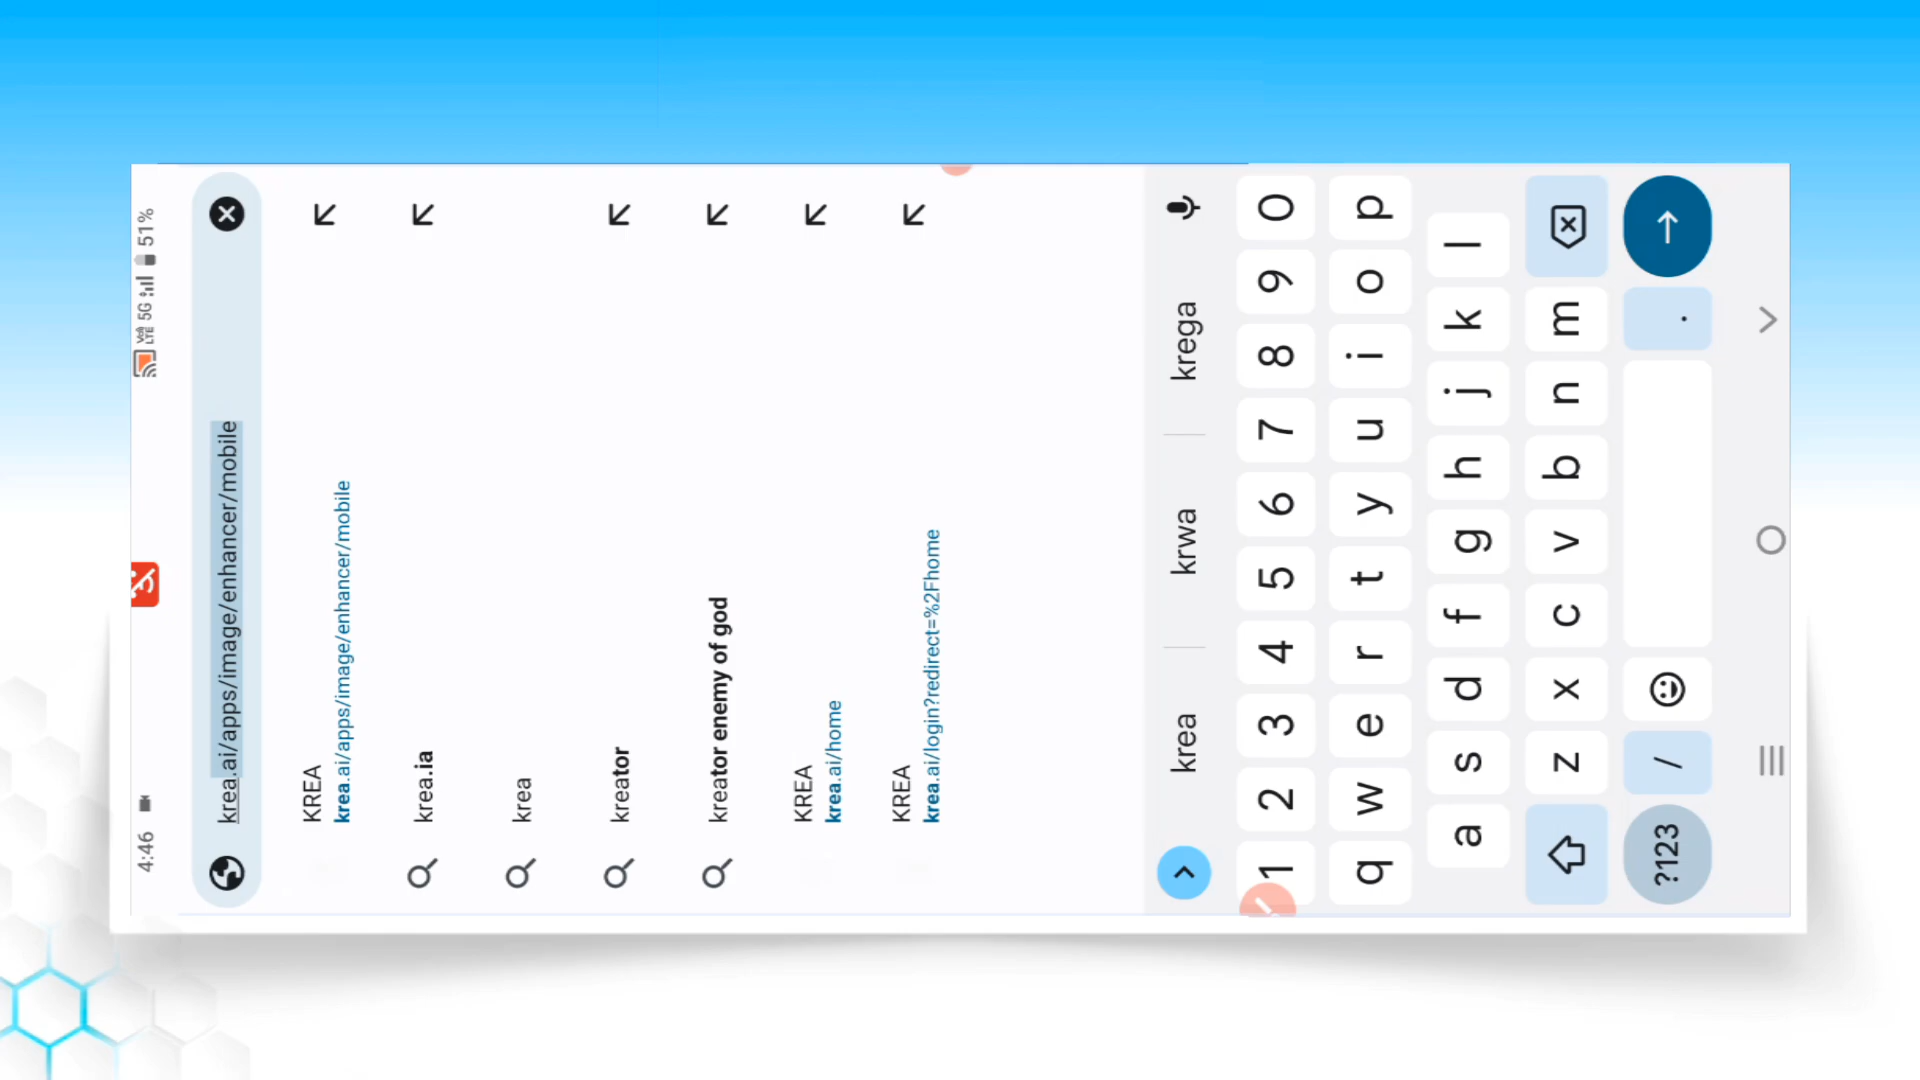 4:46 VoLTE 5G 51%
krea.ai/apps/image/enhancer/mobile
KREA
krea.ai/apps/image/enhancer/mobile
krea.ia
krea
kreator
kreator enemy of god
KREA
krea.ai/home
KREA
krea.ai/login?redirect=%2Fhome
krea krwa krega
1 2 3 4 5 6 7 8 9 0
q w e r t y u i o p
a s d f g h j k l
z x c v b n m
?123 / .